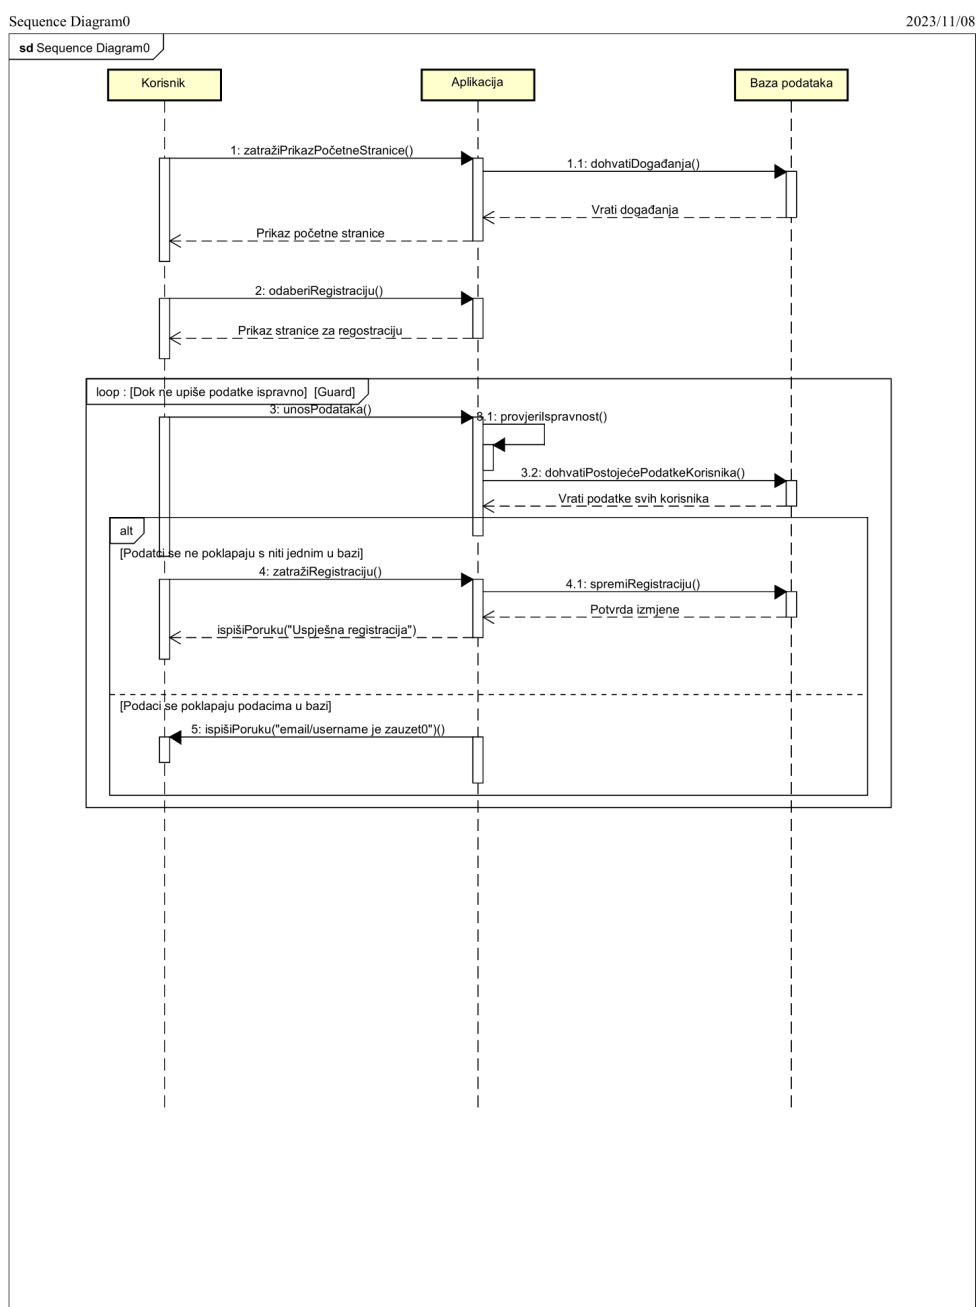 Sequence Diagram0 2023/11/08
sd Sequence Diagram0
Korisnik Aplikacija Baza podataka
1: zatražiPrikazPočetneStranice()
1.1: dohvatiDogađanja()
Vrati događanja
Prikaz početne stranice
2: odaberiRegistraciju()
Prikaz stranice za regostraciju
loop : [Dok ne upiše podatke ispravno] [Guard]
3: unosPodataka()
3.1: provjeriIspravnost()
3.2: dohvatiPostojećePodatkeKorisnika()
Vrati podatke svih korisnika
alt
[Podatci se ne poklapaju s niti jednim u bazi]
4: zatražiRegistraciju()
4.1: spremiRegistraciju()
Potvrda izmjene
ispišiPoruku("Uspješna registracija")
[Podaci se poklapaju podacima u bazi]
5: ispišiPoruku("email/username je zauzet0")()